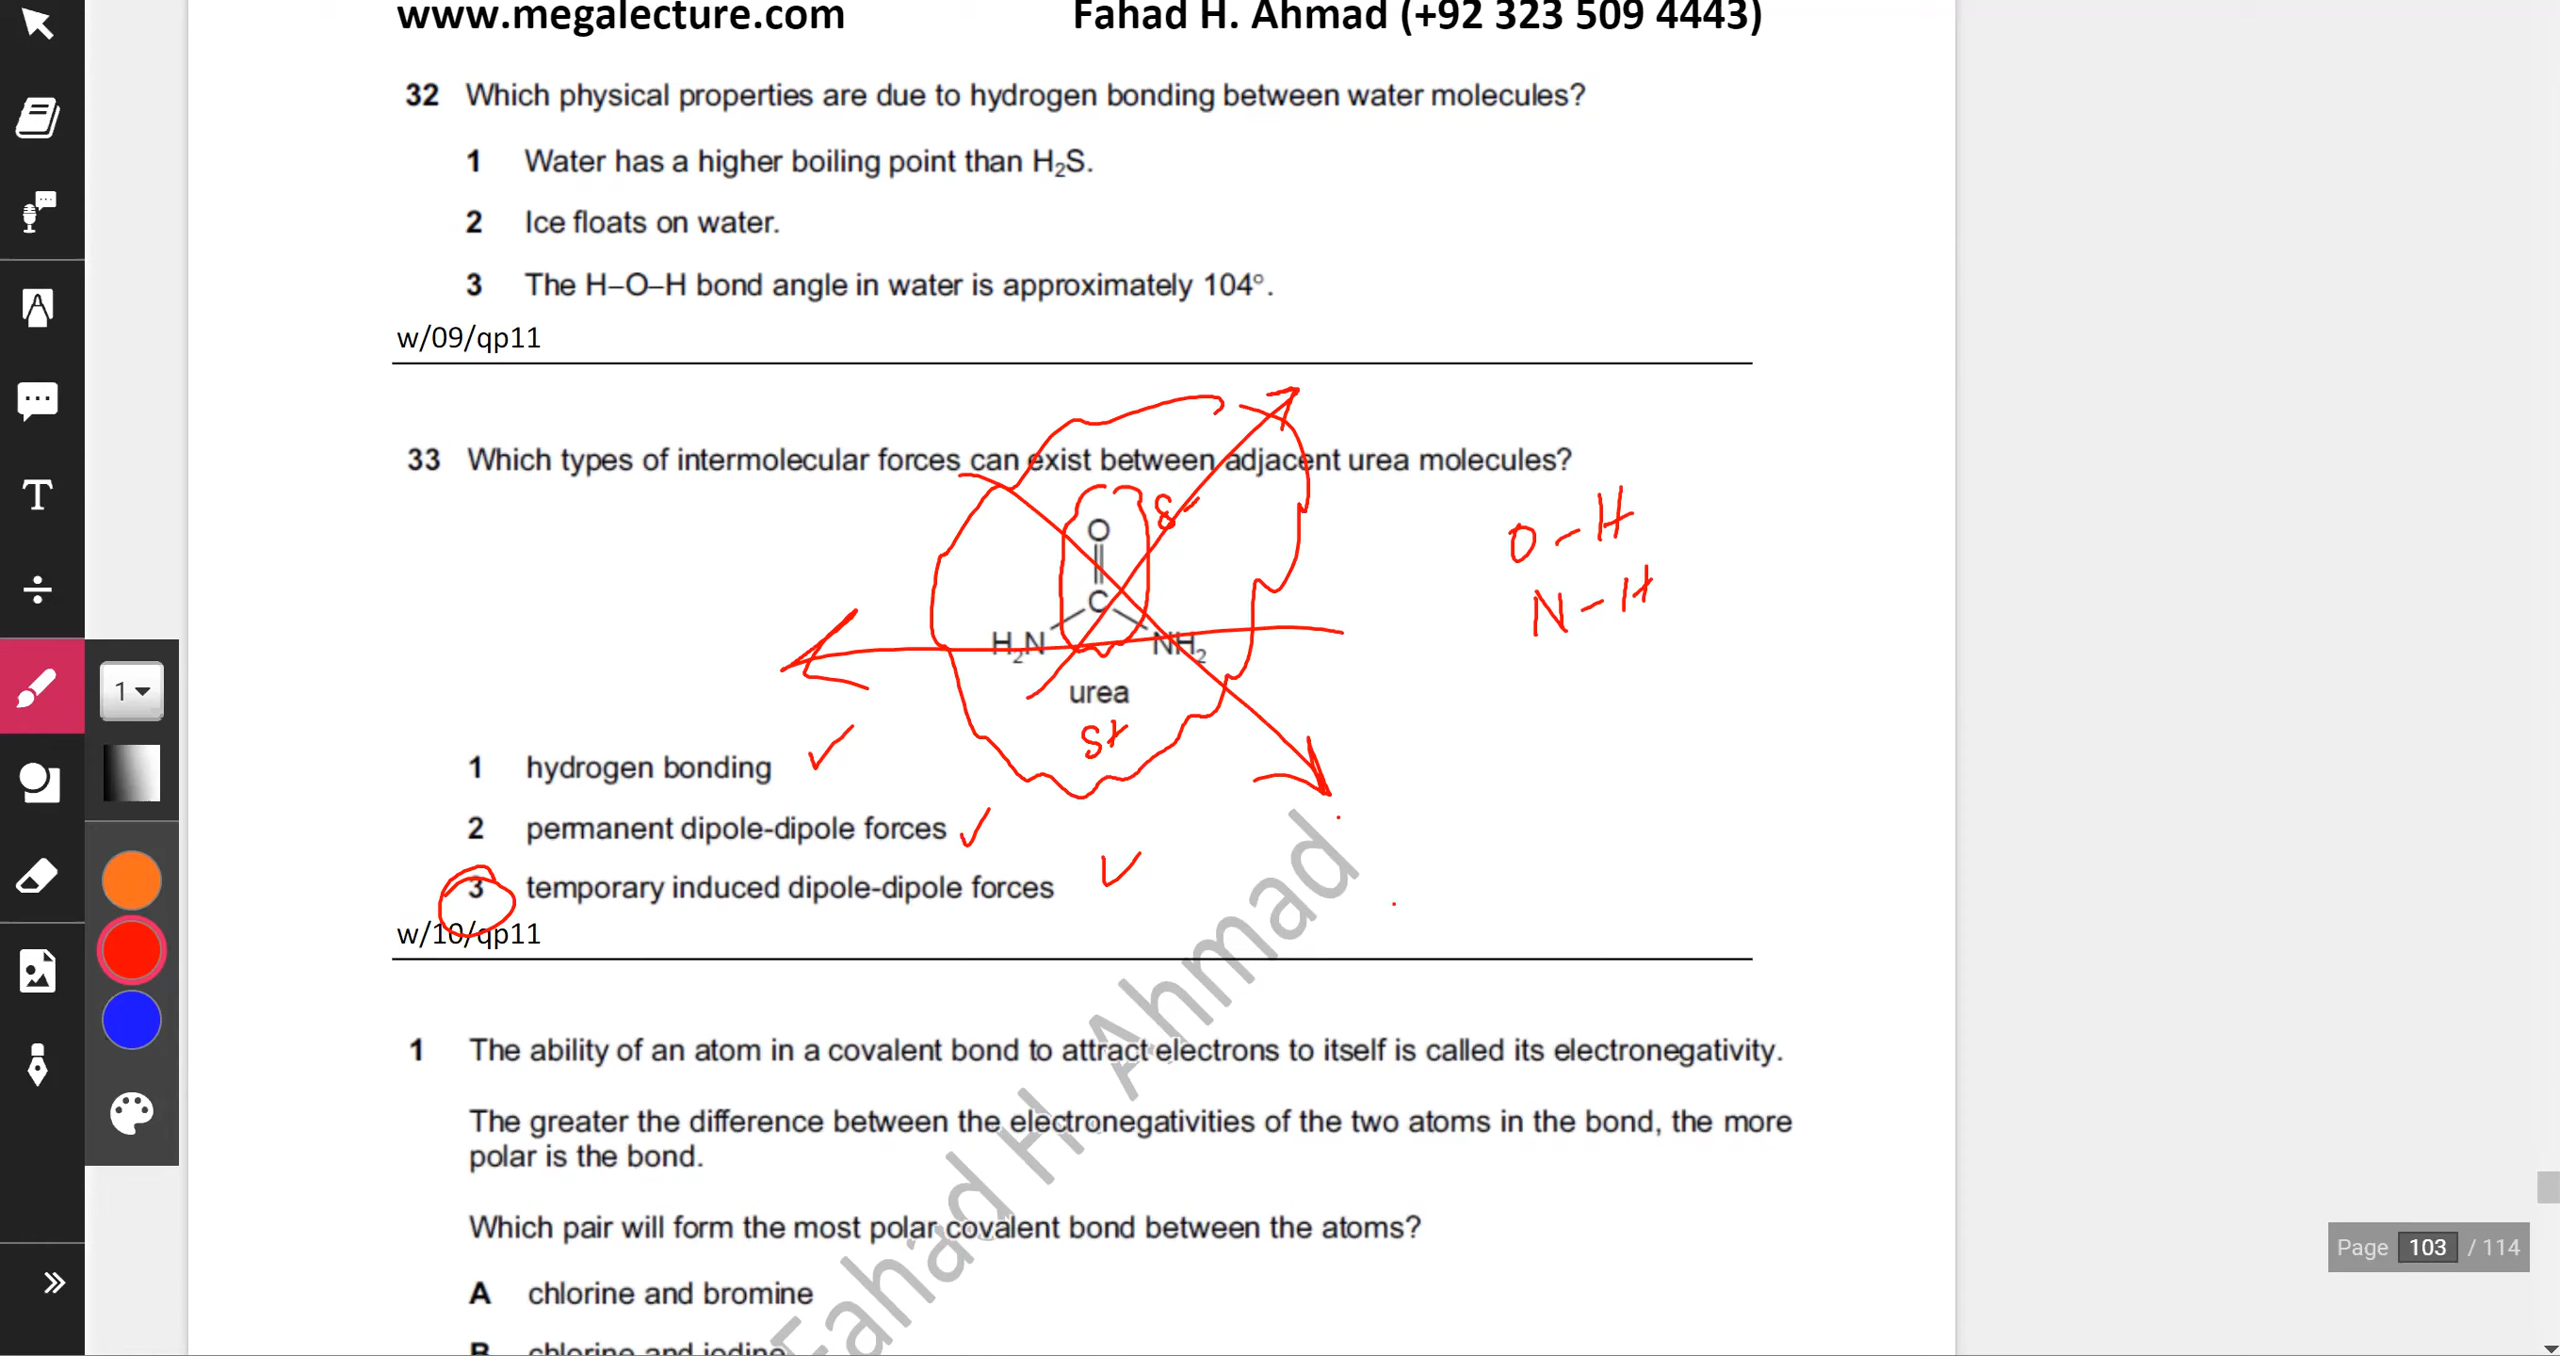 www.megalecture.com Fahad H. Ahmad (+92 323 509 4443)
32 Which physical properties are due to hydrogen bonding between water molecules?
1 Water has a higher boiling point than H₂S.
2 Ice floats on water.
3 The H–O–H bond angle in water is approximately 104°.
w/09/qp11
33 Which types of intermolecular forces can exist between adjacent urea molecules?
O δ-
O-H
C
N-H
H₂N NH₂
urea
δ+
1 hydrogen bonding
2 permanent dipole-dipole forces
3 temporary induced dipole-dipole forces
w/10/qp11
1 The ability of an atom in a covalent bond to attract electrons to itself is called its electronegativity.
The greater the difference between the electronegativities of the two atoms in the bond, the more
polar is the bond.
Which pair will form the most polar covalent bond between the atoms?
A chlorine and bromine
B chlorine and iodine
Fahad H. Ahmad
T
1
Page 103 / 114